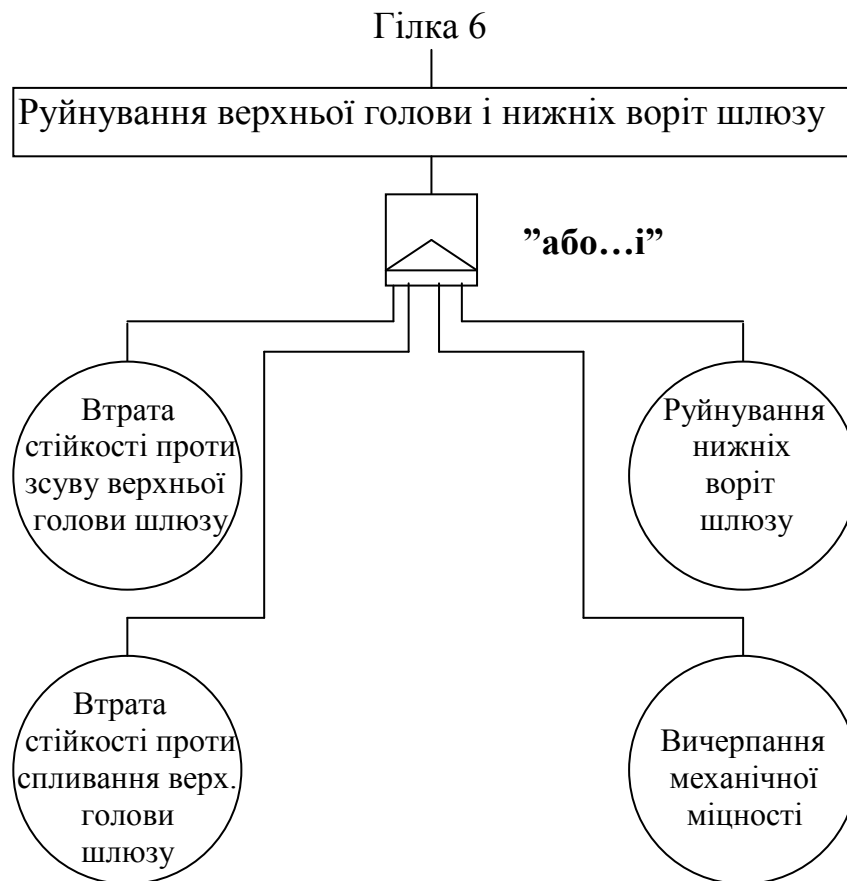 Гілка 6
Руйнування верхньої голови і нижніх воріт шлюзу
”або…і”
Втрата
стійкості проти
зсуву верхньої
голови шлюзу
Руйнування
нижніх
воріт
шлюзу
Втрата
стійкості проти
спливання верх.
голови
шлюзу
Вичерпання
механічної
міцності